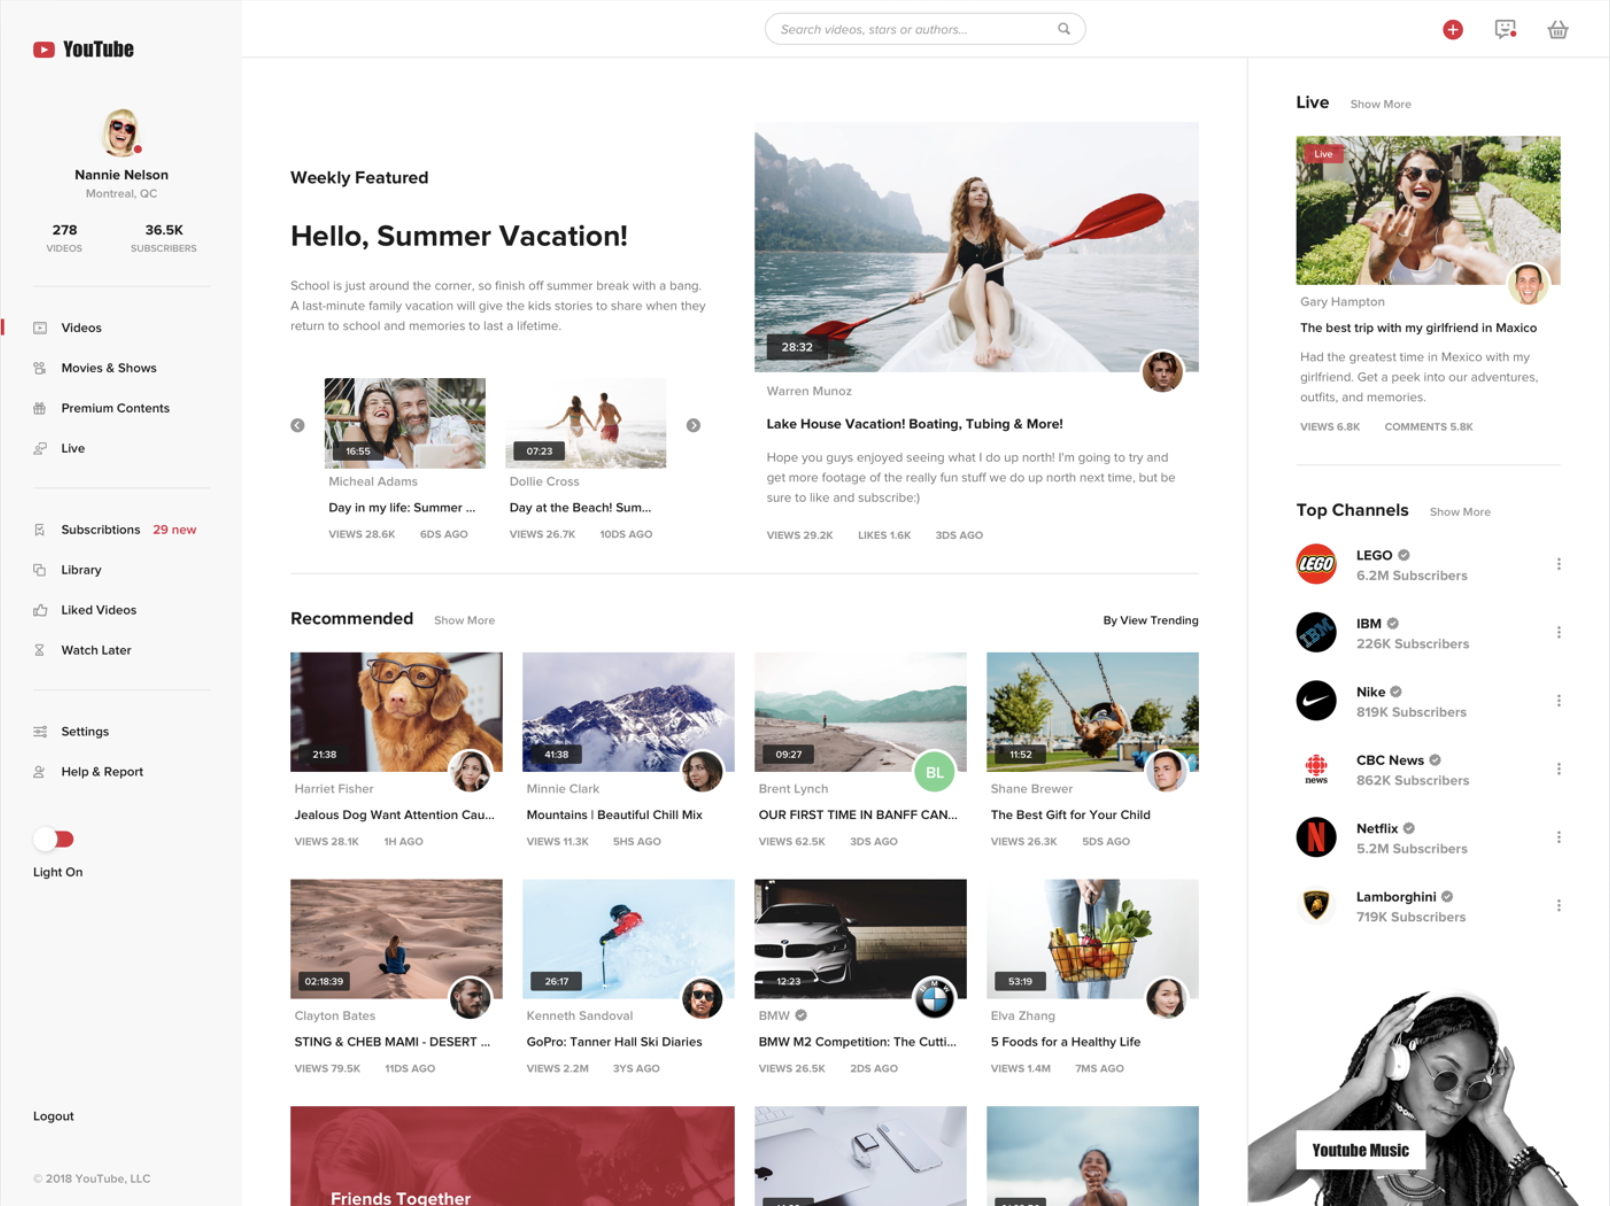 YouTube
Search videos, stars or authors...
Nannie Nelson
Montreal, QC
278
VIDEOS
36.5K
SUBSCRIBERS
Videos
Movies & Shows
Premium Contents
Live
Subscribtions 29 new
Library
Liked Videos
Watch Later
Settings
Help & Report
Light On
Logout
© 2018 YouTube, LLC
Weekly Featured
Hello, Summer Vacation!
School is just around the corner, so finish off summer break with a bang.
A last-minute family vacation will give the kids stories to share when they
return to school and memories to last a lifetime.
16:55
Micheal Adams
Day in my life: Summer ...
VIEWS 28.6K 6DS AGO
07:23
Dollie Cross
Day at the Beach! Sum...
VIEWS 26.7K 10DS AGO
28:32
Warren Munoz
Lake House Vacation! Boating, Tubing & More!
Hope you guys enjoyed seeing what I do up north! I'm going to try and
get more footage of the really fun stuff we do up north next time, but be
sure to like and subscribe:)
VIEWS 29.2K LIKES 1.6K 3DS AGO
Recommended Show More
By View Trending
21:38
Harriet Fisher
Jealous Dog Want Attention Cau...
VIEWS 28.1K 1H AGO
41:38
Minnie Clark
Mountains | Beautiful Chill Mix
VIEWS 11.3K 5HS AGO
09:27
BL
Brent Lynch
OUR FIRST TIME IN BANFF CAN...
VIEWS 62.5K 3DS AGO
11:52
Shane Brewer
The Best Gift for Your Child
VIEWS 26.3K 5DS AGO
02:18:39
Clayton Bates
STING & CHEB MAMI - DESERT ...
VIEWS 79.5K 11DS AGO
26:17
Kenneth Sandoval
GoPro: Tanner Hall Ski Diaries
VIEWS 2.2M 3YS AGO
12:23
BMW
BMW M2 Competition: The Cutti...
VIEWS 26.5K 2DS AGO
53:19
Elva Zhang
5 Foods for a Healthy Life
VIEWS 1.4M 7MS AGO
Friends Together
Live Show More
Live
Gary Hampton
The best trip with my girlfriend in Maxico
Had the greatest time in Mexico with my
girlfriend. Get a peek into our adventures,
outfits, and memories.
VIEWS 6.8K COMMENTS 5.8K
Top Channels Show More
LEGO
LEGO
6.2M Subscribers
IBM
IBM
226K Subscribers
Nike
819K Subscribers
news
CBC News
862K Subscribers
N
Netflix
5.2M Subscribers
Lamborghini
719K Subscribers
Youtube Music